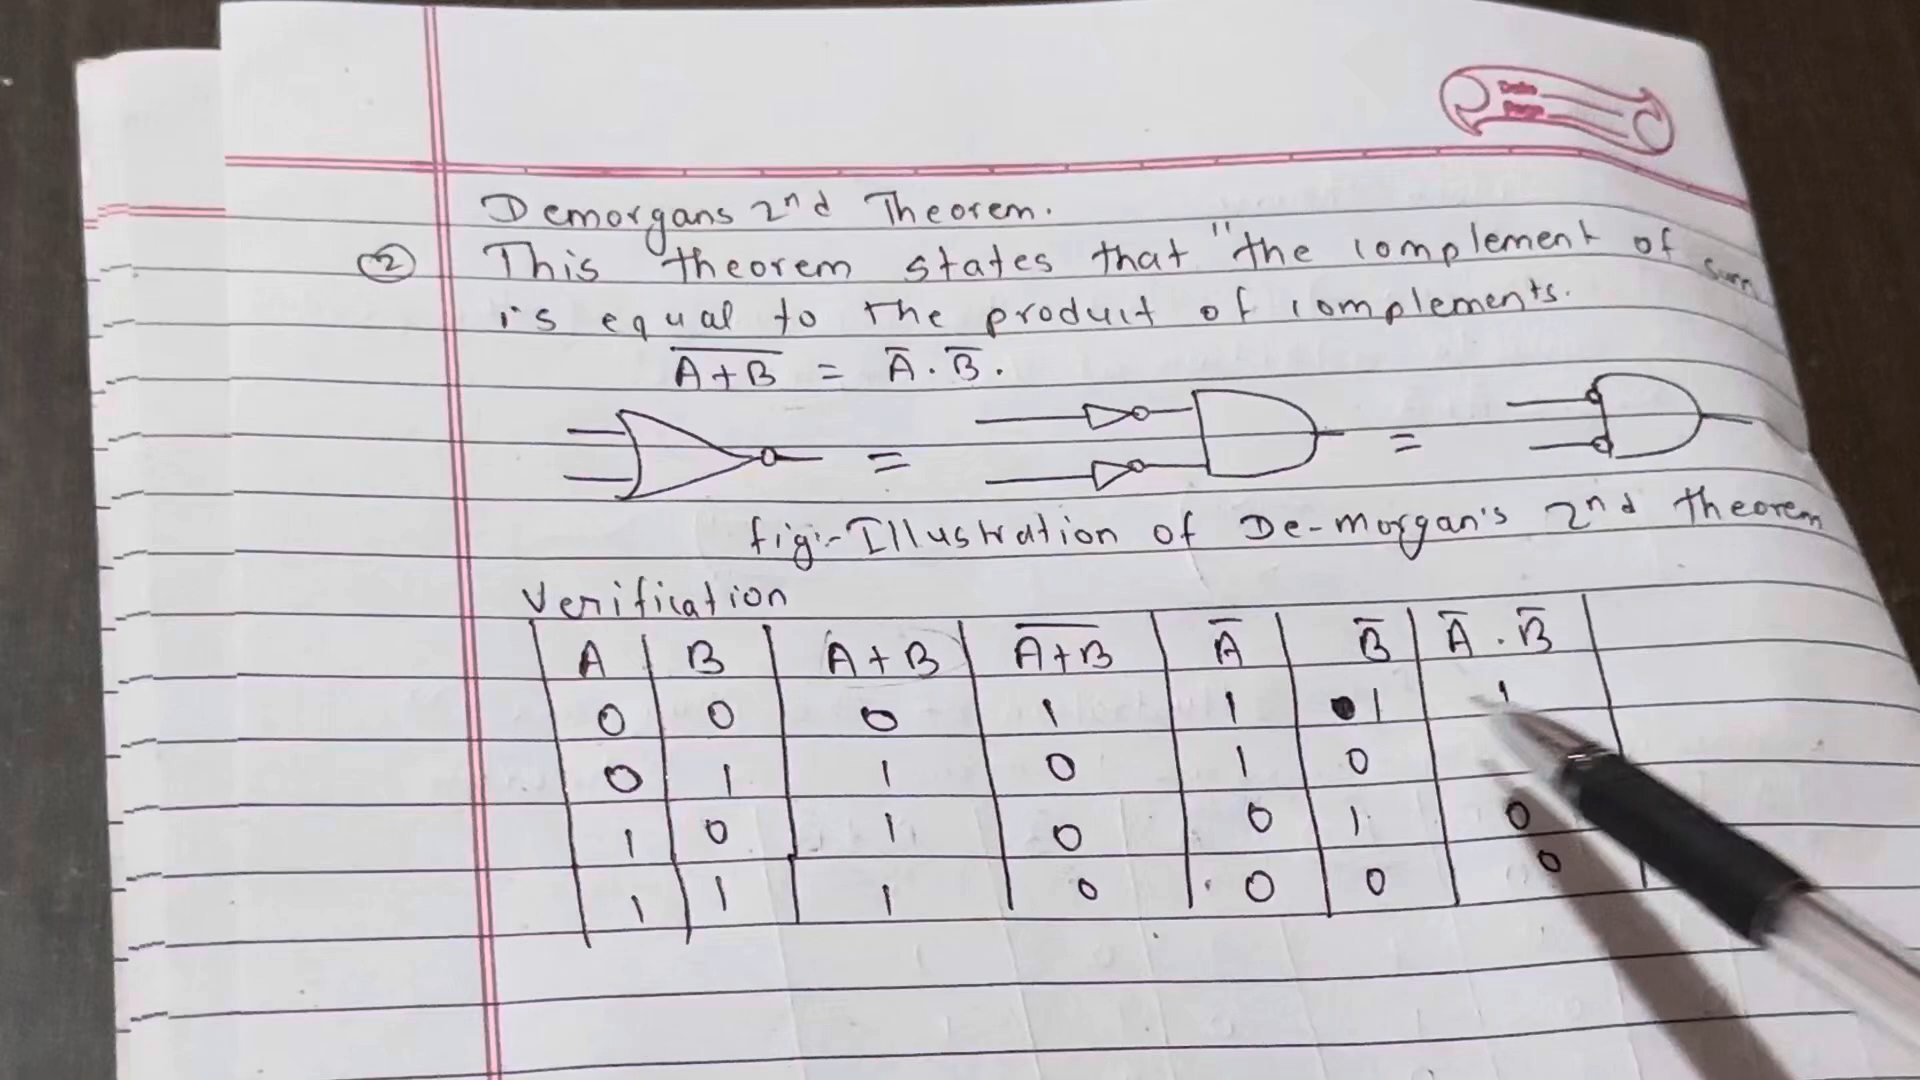 Date
Page
Demorgans 2nd Theorem.
② This theorem states that "the complement of sum
is equal to the product of complements.
A̅+̅B̅ = A̅ . B̅ .
= =
fig:- Illustration of De-morgan's 2nd theorem
Verification
A B A+B A̅+̅B̅ A̅ B̅ A̅ . B̅
0 0 0 1 1 1 1
0 1 1 0 1 0
1 0 1 0 0 1 0
1 1 1 0 0 0 0